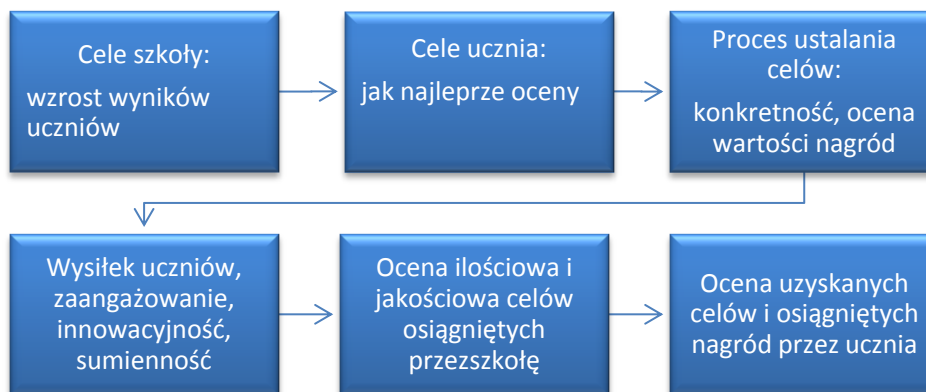 Cele szkoły:
wzrost wyników
uczniów
Cele ucznia:
jak najleprze oceny
Proces ustalania
celów:
konkretność, ocena
wartości nagród
Wysiłek uczniów,
zaangażowanie,
innowacyjność,
sumienność
Ocena ilościowa i
jakościowa celów
osiągniętych
przezszkołę
Ocena uzyskanych
celów i osiągniętych
nagród przez ucznia